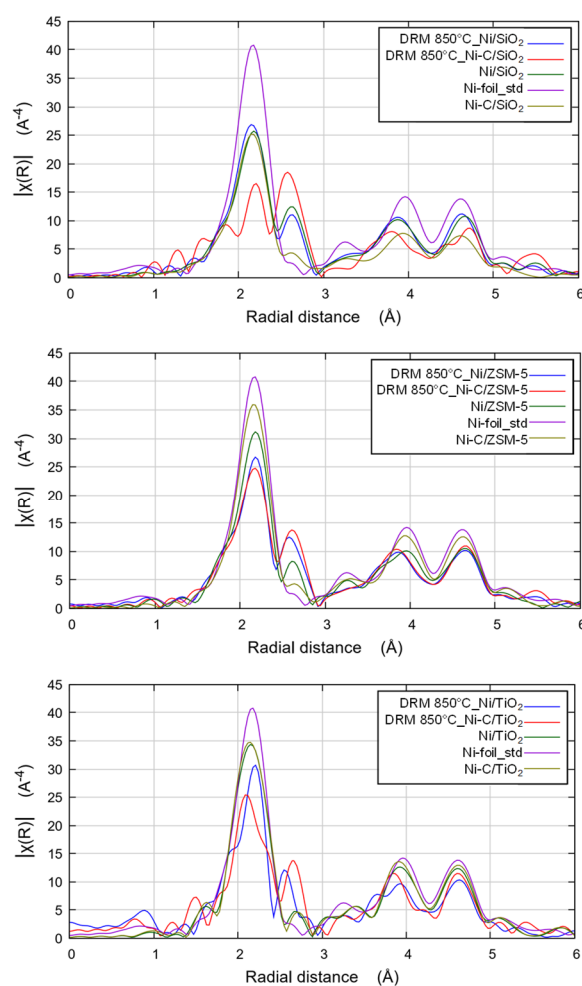 45
40
35
30
25
20
15
10
5
0
|χ(R)| (A⁻⁴)
DRM 850°C_Ni/SiO₂
DRM 850°C_Ni-C/SiO₂
Ni/SiO₂
Ni-foil_std
Ni-C/SiO₂
0 1 2 3 4 5 6
Radial distance (Å)
45
40
35
30
25
20
15
10
5
0
|χ(R)| (A⁻⁴)
DRM 850°C_Ni/ZSM-5
DRM 850°C_Ni-C/ZSM-5
Ni/ZSM-5
Ni-foil_std
Ni-C/ZSM-5
0 1 2 3 4 5 6
Radial distance (Å)
45
40
35
30
25
20
15
10
5
0
|χ(R)| (A⁻⁴)
DRM 850°C_Ni/TiO₂
DRM 850°C_Ni-C/TiO₂
Ni/TiO₂
Ni-foil_std
Ni-C/TiO₂
0 1 2 3 4 5 6
Radial distance (Å)